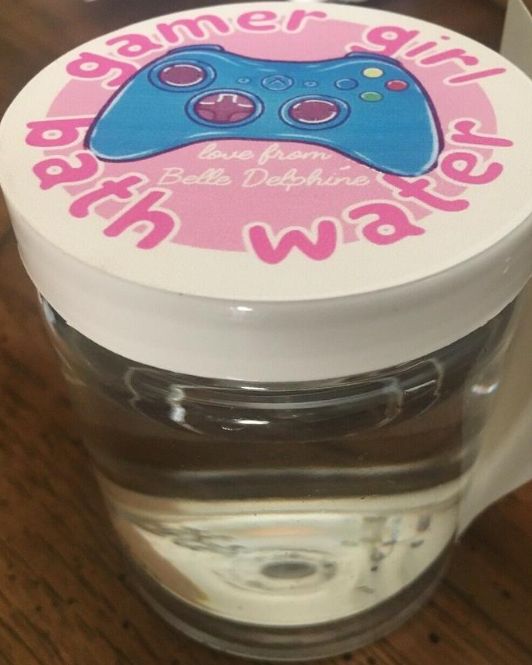 gamer girl
love from
Belle Delphine
bath water